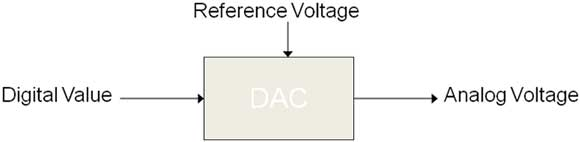 Reference Voltage
Digital Value
DAC
Analog Voltage